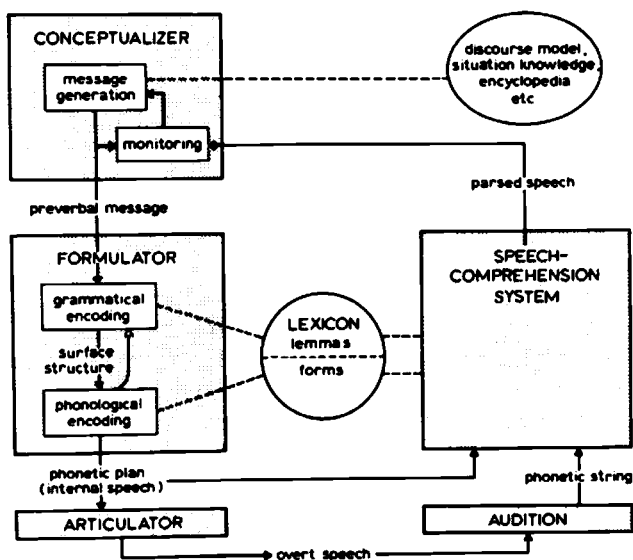 CONCEPTUALIZER
message
generation
monitoring
discourse model,
situation knowledge,
encyclopedia
etc
parsed speech
preverbal message
FORMULATOR
grammatical
encoding
surface
structure
phonological
encoding
LEXICON
lemmas
forms
SPEECH-
COMPREHENSION
SYSTEM
phonetic plan
(internal speech)
phonetic string
ARTICULATOR
AUDITION
overt speech